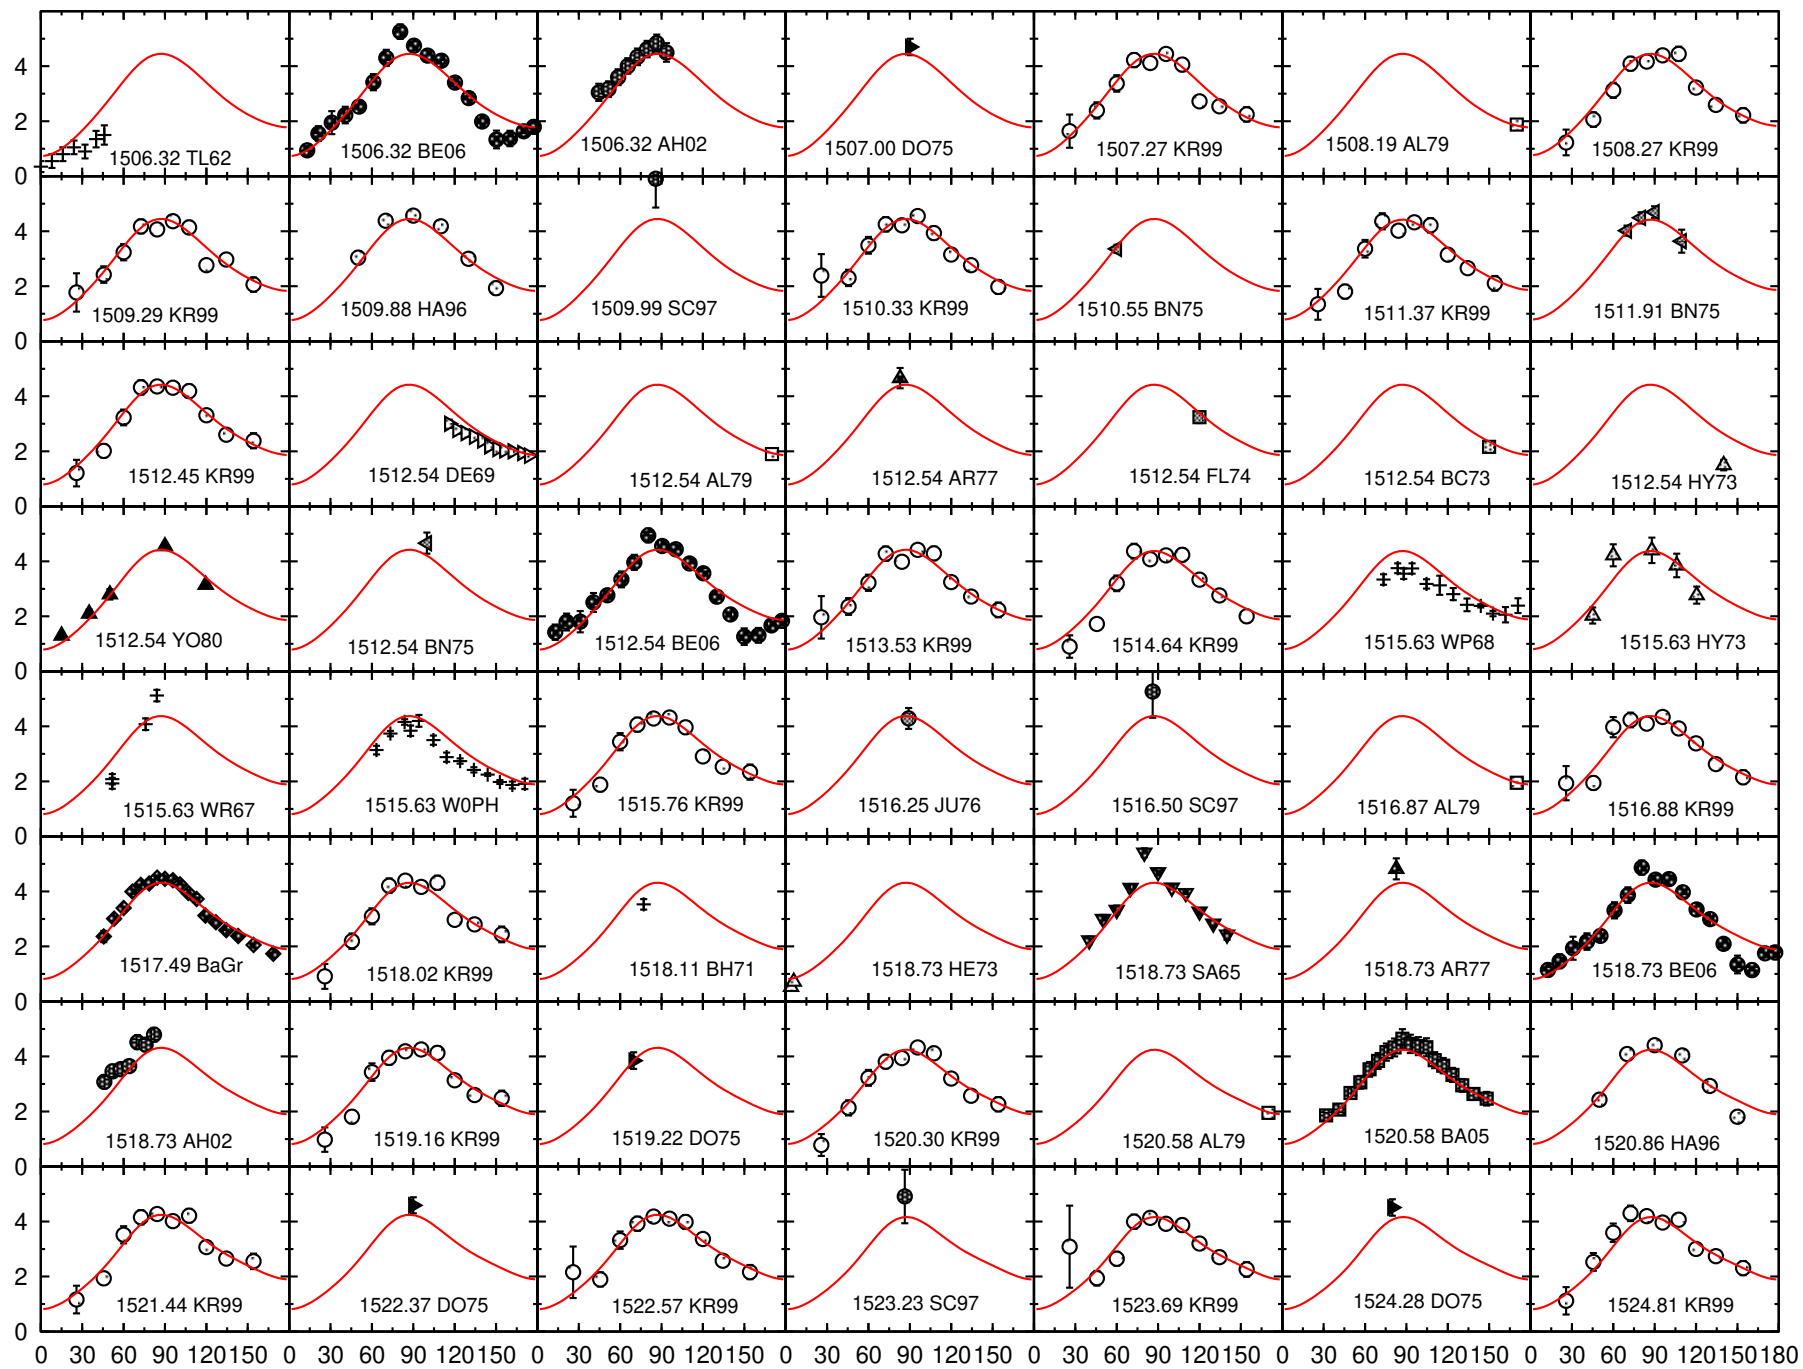 4
2
0
1506.32 TL62
1506.32 BE06
1506.32 AH02
1507.00 DO75
1507.27 KR99
1508.19 AL79
1508.27 KR99
4
2
0
1509.29 KR99
1509.88 HA96
1509.99 SC97
1510.33 KR99
1510.55 BN75
1511.37 KR99
1511.91 BN75
4
2
0
1512.45 KR99
1512.54 DE69
1512.54 AL79
1512.54 AR77
1512.54 FL74
1512.54 BC73
1512.54 HY73
4
2
0
1512.54 YO80
1512.54 BN75
1512.54 BE06
1513.53 KR99
1514.64 KR99
1515.63 WP68
1515.63 HY73
4
2
0
1515.63 WR67
1515.63 W0PH
1515.76 KR99
1516.25 JU76
1516.50 SC97
1516.87 AL79
1516.88 KR99
4
2
0
1517.49 BaGr
1518.02 KR99
1518.11 BH71
1518.73 HE73
1518.73 SA65
1518.73 AR77
1518.73 BE06
4
2
0
1518.73 AH02
1519.16 KR99
1519.22 DO75
1520.30 KR99
1520.58 AL79
1520.58 BA05
1520.86 HA96
4
2
0
1521.44 KR99
1522.37 DO75
1522.57 KR99
1523.23 SC97
1523.69 KR99
1524.28 DO75
1524.81 KR99
0 30 60 90 120 150 0 30 60 90 120 150 0 30 60 90 120 150 0 30 60 90 120 150 0 30 60 90 120 150 0 30 60 90 120 150 0 30 60 90 120 150 180